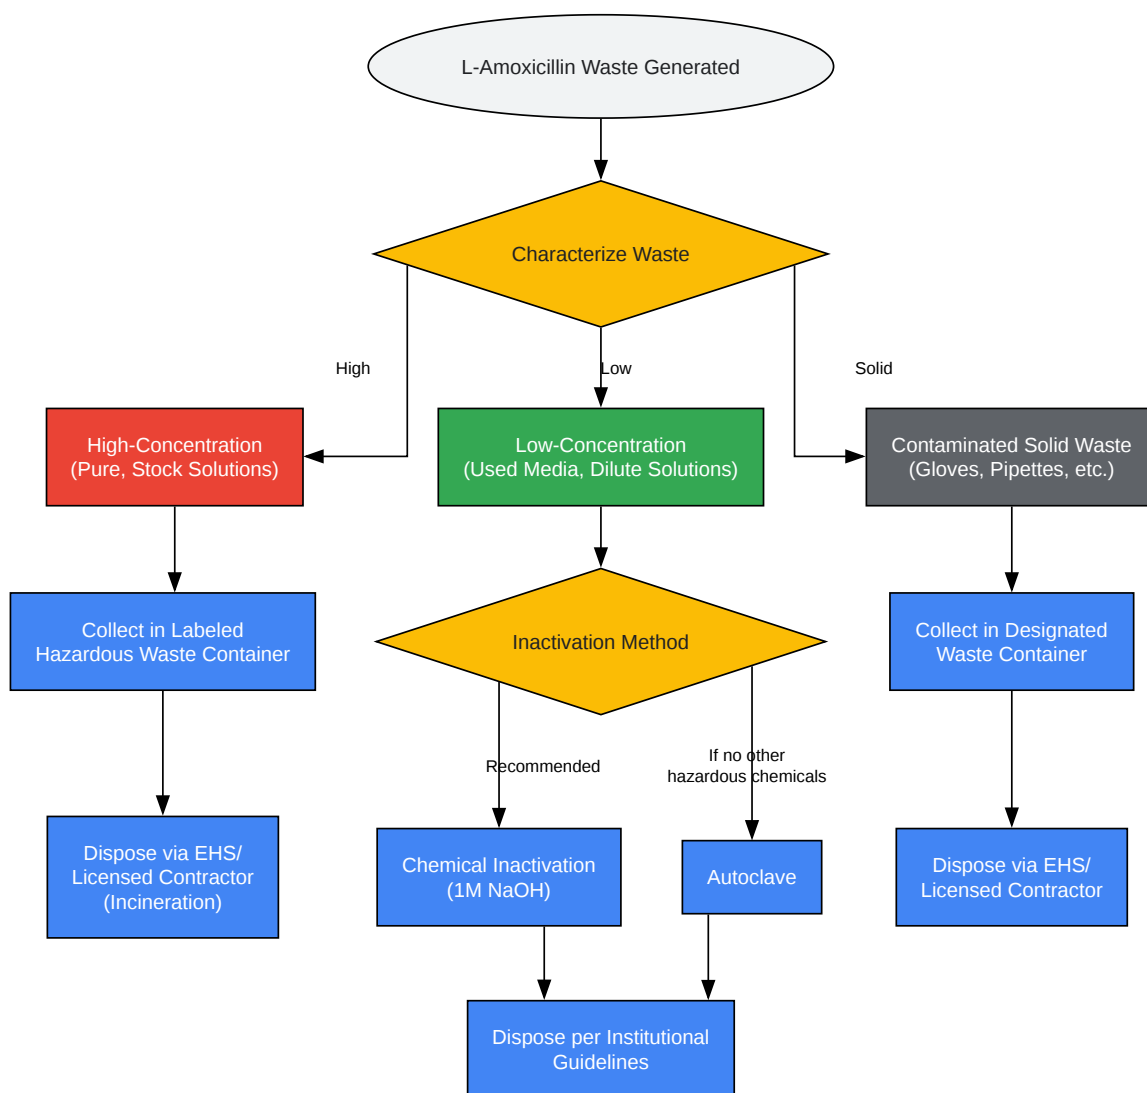 L-Amoxicillin Waste Generated
Characterize Waste
High
Low
Solid
High-Concentration
(Pure, Stock Solutions)
Low-Concentration
(Used Media, Dilute Solutions)
Contaminated Solid Waste
(Gloves, Pipettes, etc.)
Collect in Labeled
Hazardous Waste Container
Inactivation Method
Collect in Designated
Waste Container
Recommended
If no other
hazardous chemicals
Dispose via EHS/
Licensed Contractor
(Incineration)
Chemical Inactivation
(1M NaOH)
Autoclave
Dispose via EHS/
Licensed Contractor
Dispose per Institutional
Guidelines